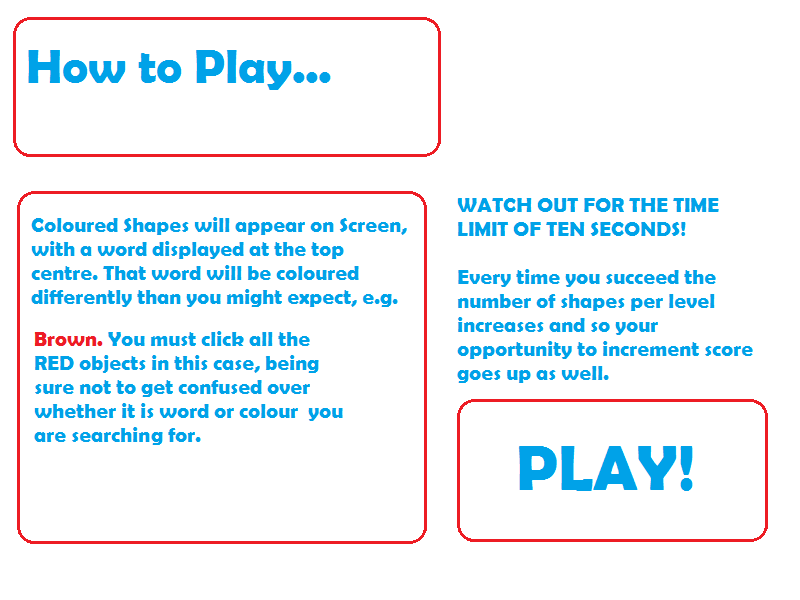 How to Play...
Coloured Shapes will appear on Screen,
with a word displayed at the top
centre. That word will be coloured
differently than you might expect, e.g.
Brown. You must click all the
RED objects in this case, being
sure not to get confused over
whether it is word or colour  you
are searching for.
WATCH OUT FOR THE TIME
LIMIT OF TEN SECONDS!
Every time you succeed the
number of shapes per level
increases and so your
opportunity to increment score
goes up as well.
PLAY!